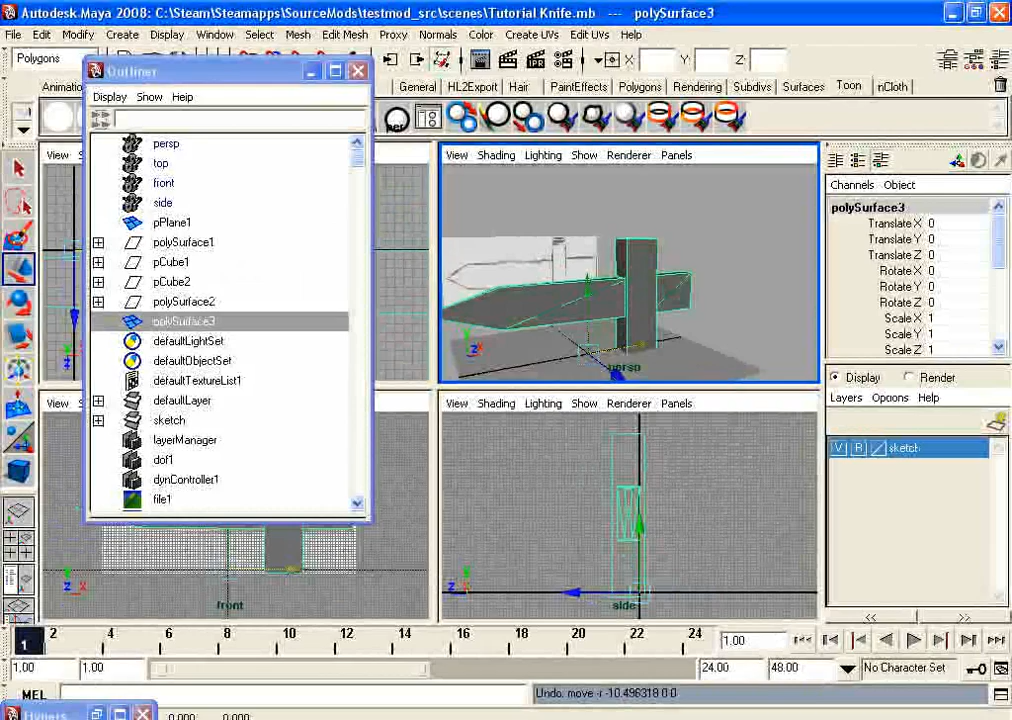 Autodesk Maya 2008: C:\Steam\Steamapps\SourceMods\testmod_src\scenes\Tutorial Knife.mb --- polySurface3
File Edit Modify Create Display Window Select Mesh Edit Mesh Proxy Normals Color Create UVs Edit UVs Help
Polygons X: Y: Z:
Outliner
Animation General HL2Export Hair PaintEffects Polygons Rendering Subdivs Surfaces Toon nCloth
Display Show Help
per
persp
top
front
side
pPlane1
polySurface1
pCube1
pCube2
polySurface2
polySurface3
defaultLightSet
defaultObjectSet
defaultTextureList1
defaultLayer
sketch
layerManager
dof1
dynController1
file1
View
View Shading Lighting Show Renderer Panels
persp
View
front
View Shading Lighting Show Renderer Panels
side
Channels Object
polySurface3
Translate X 0
Translate Y 0
Translate Z 0
Rotate X 0
Rotate Y 0
Rotate Z 0
Scale X 1
Scale Y 1
Scale Z 1
Display Render
Layers Options Help
V R sketch
1 2 4 6 8 10 12 14 16 18 20 22 24 1.00
1.00 1.00 24.00 48.00 No Character Set
MEL Undo: move -r -10.496318 0 0
Hypers 0.000 0.000